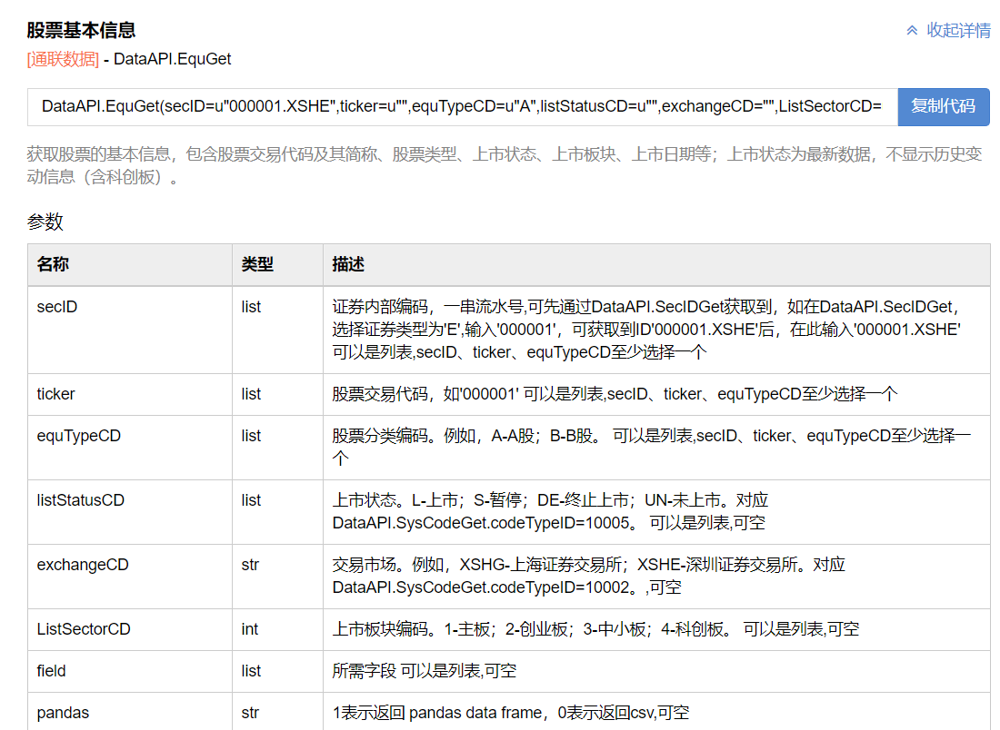 股票基本信息
收起详情
[通联数据] - DataAPI.EquGet
DataAPI.EquGet(secID=u"000001.XSHE",ticker=u"",equTypeCD=u"A",listStatusCD=u"",exchangeCD="",ListSectorCD=
复制代码
获取股票的基本信息，包含股票交易代码及其简称、股票类型、上市状态、上市板块、上市日期等；上市状态为最新数据，不显示历史变
动信息（含科创板）。
参数
名称 类型 描述
secID list 证券内部编码，一串流水号,可先通过DataAPI.SecIDGet获取到，如在DataAPI.SecIDGet，
选择证券类型为'E',输入'000001'，可获取到ID'000001.XSHE'后，在此输入'000001.XSHE'
可以是列表,secID、ticker、equTypeCD至少选择一个
ticker list 股票交易代码，如'000001' 可以是列表,secID、ticker、equTypeCD至少选择一个
equTypeCD list 股票分类编码。例如，A-A股；B-B股。 可以是列表,secID、ticker、equTypeCD至少选择一
个
listStatusCD list 上市状态。L-上市；S-暂停；DE-终止上市；UN-未上市。对应
DataAPI.SysCodeGet.codeTypeID=10005。 可以是列表,可空
exchangeCD str 交易市场。例如，XSHG-上海证券交易所；XSHE-深圳证券交易所。对应
DataAPI.SysCodeGet.codeTypeID=10002。,可空
ListSectorCD int 上市板块编码。1-主板；2-创业板；3-中小板；4-科创板。 可以是列表,可空
field list 所需字段 可以是列表,可空
pandas str 1表示返回 pandas data frame，0表示返回csv,可空